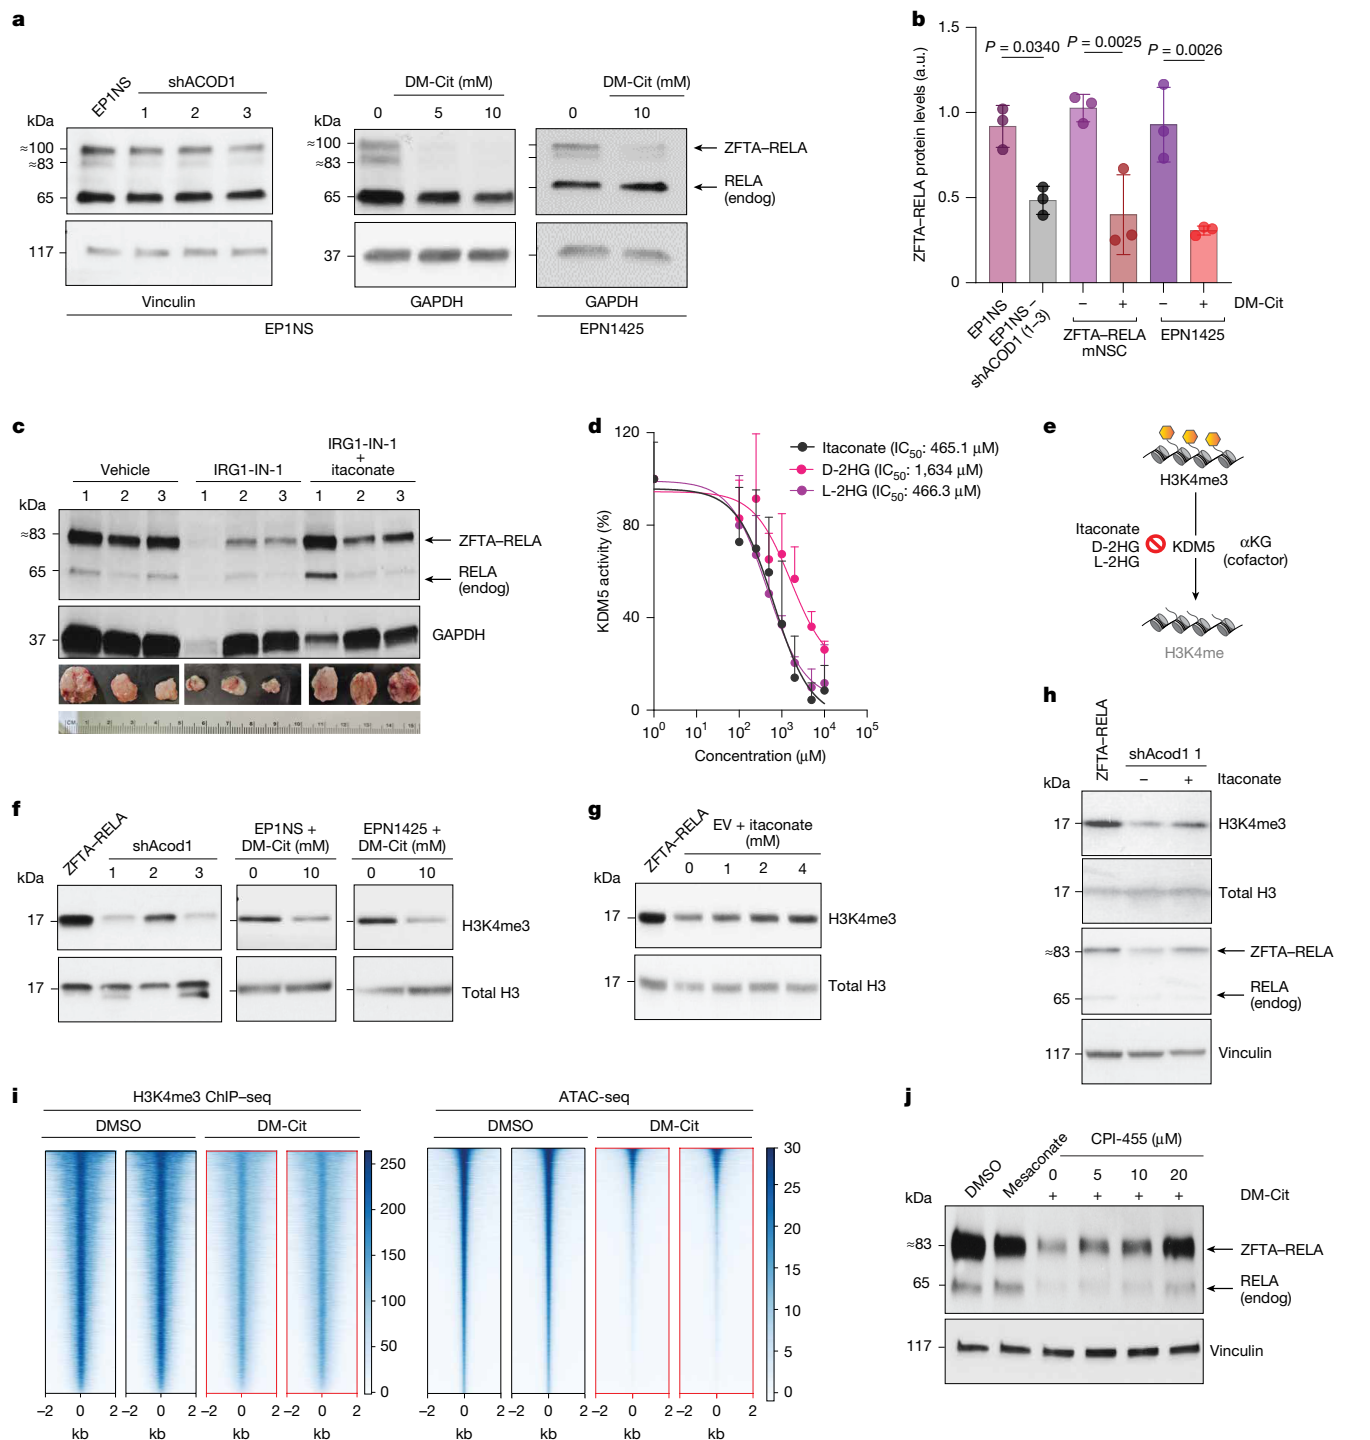 a
EP1NS
shACOD1
1 2 3
kDa
≈100
≈83
65
117
Vinculin
DM-Cit (mM)
0 5 10
≈100
≈83
65
37
GAPDH
EP1NS
DM-Cit (mM)
0 10
ZFTA–RELA
RELA
(endog)
GAPDH
EPN1425
b
ZFTA–RELA protein levels (a.u.)
1.5
1.0
0.5
0
P = 0.0340
P = 0.0025
P = 0.0026
EP1NS
EP1NS –
shACOD1 (1–3)
– + – + DM-Cit
ZFTA–RELA
mNSC
EPN1425
c
Vehicle
IRG1-IN-1
IRG1-IN-1
+
itaconate
1 2 3 1 2 3 1 2 3
kDa
≈83
65
37
ZFTA–RELA
RELA
(endog)
GAPDH
d
KDM5 activity (%)
120
80
40
0
10⁰ 10¹ 10² 10³ 10⁴ 10⁵
Concentration (μM)
Itaconate (IC₅₀: 465.1 μM)
D-2HG (IC₅₀: 1,634 μM)
L-2HG (IC₅₀: 466.3 μM)
e
H3K4me3
Itaconate
D-2HG
L-2HG
KDM5
αKG
(cofactor)
H3K4me
f
ZFTA–RELA
shAcod1
1 2 3
EP1NS +
DM-Cit (mM)
0 10
EPN1425 +
DM-Cit (mM)
0 10
kDa
17
17
H3K4me3
Total H3
g
ZFTA–RELA
EV + itaconate
(mM)
0 1 2 4
kDa
17
17
H3K4me3
Total H3
h
ZFTA–RELA
shAcod1 1
– + Itaconate
kDa
17
17
≈83
65
117
H3K4me3
Total H3
ZFTA–RELA
RELA
(endog)
Vinculin
i
H3K4me3 ChIP–seq
DMSO DM-Cit
250
200
150
100
50
0
–2 0 2 –2 0 2 –2 0 2 –2 0 2
kb kb kb kb
ATAC-seq
DMSO DM-Cit
30
25
20
15
10
5
0
–2 0 2 –2 0 2 –2 0 2 –2 0 2
kb kb kb kb
j
DMSO
Mesaconate
CPI-455 (μM)
0 5 10 20
+ + + + DM-Cit
kDa
≈83
65
117
ZFTA–RELA
RELA
(endog)
Vinculin